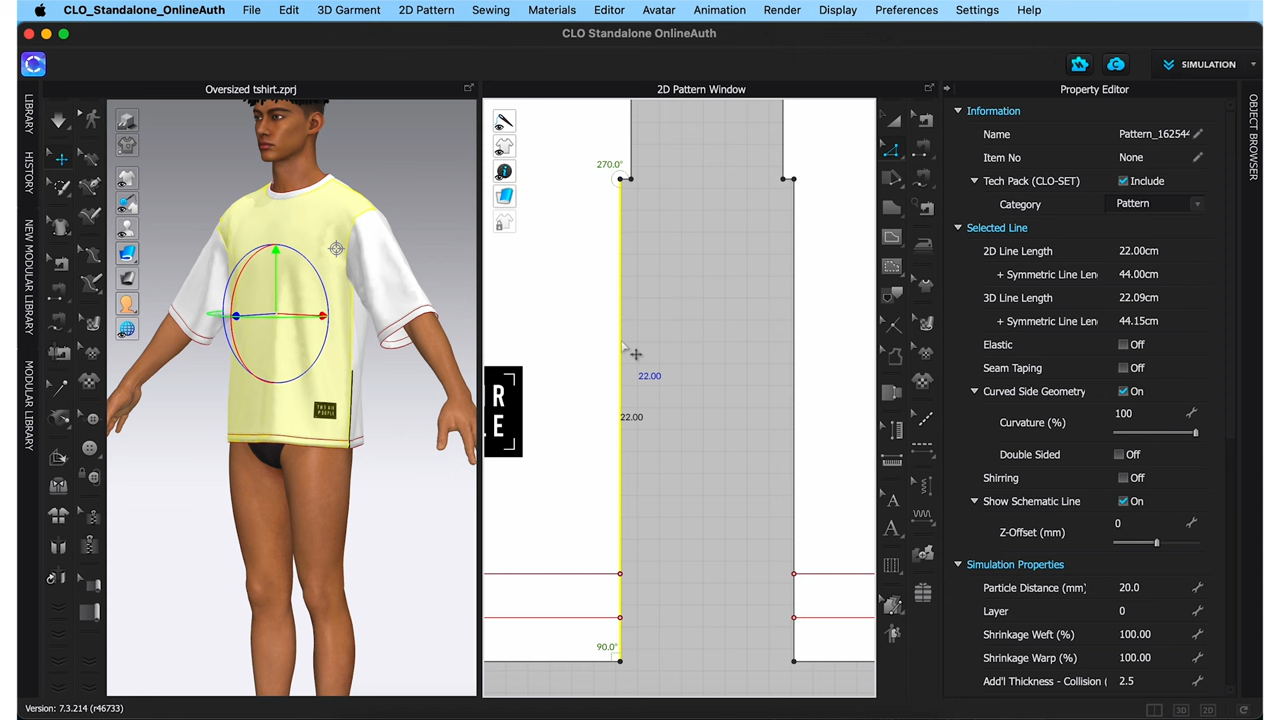 CLO_Standalone_OnlineAuth File Edit 3D Garment 2D Pattern Sewing Materials Editor Avatar Animation Render Display Preferences Settings Help
CLO Standalone OnlineAuth
SIMULATION
Oversized tshirt.zprj
2D Pattern Window
Property Editor
LIBRARY
HISTORY
NEW MODULAR LIBRARY
MODULAR LIBRARY
270.0°
22.00
22.00
R
LE
90.0°
A
A
Information
Name Pattern_16254
Item No None
Tech Pack (CLO-SET) Include
Category Pattern
Selected Line
2D Line Length 22.00cm
+ Symmetric Line Len 44.00cm
3D Line Length 22.09cm
+ Symmetric Line Len 44.15cm
Elastic Off
Seam Taping Off
Curved Side Geometry On
Curvature (%) 100
Double Sided Off
Shirring Off
Show Schematic Line On
Z-Offset (mm) 0
Simulation Properties
Particle Distance (mm) 20.0
Layer 0
Shrinkage Weft (%) 100.00
Shrinkage Warp (%) 100.00
Add'l Thickness - Collision ( 2.5
OBJECT BROWSER
Version: 7.3.214 (r46733)
3D 2D